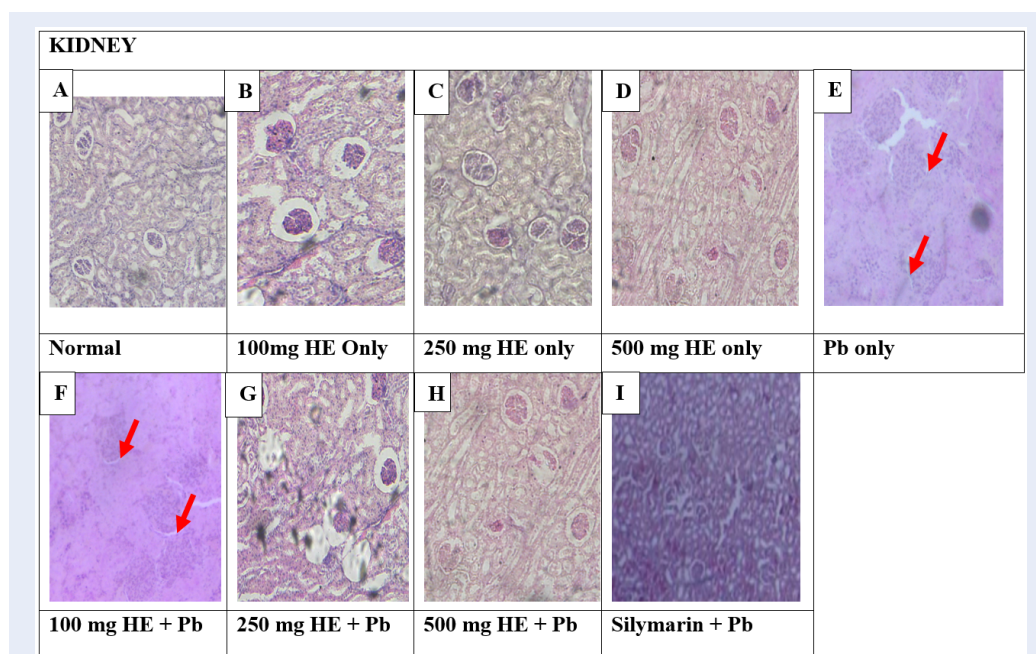 KIDNEY
A B C D E
Normal 100mg HE Only 250 mg HE only 500 mg HE only Pb only
F G H I
100 mg HE + Pb 250 mg HE + Pb 500 mg HE + Pb Silymarin + Pb